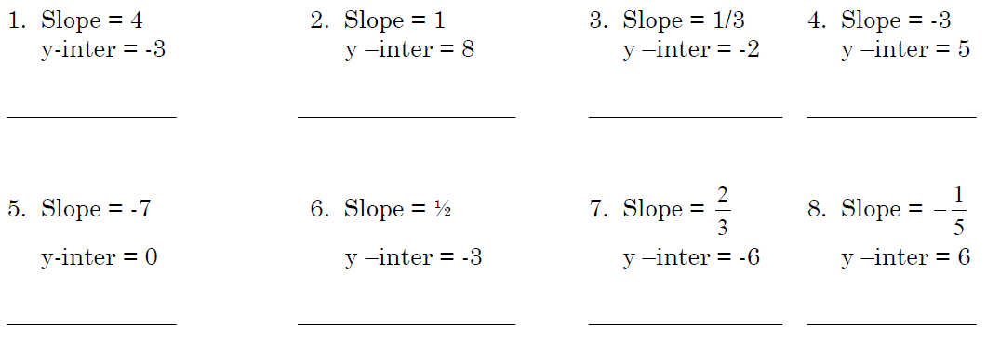 1. Slope = 4 2. Slope = 1 3. Slope = 1/3 4. Slope = -3
y-inter = -3 y –inter = 8 y –inter = -2 y –inter = 5
5. Slope = -7 6. Slope = ½ 7. Slope = 2/3 8. Slope = −1/5
y-inter = 0 y –inter = -3 y –inter = -6 y –inter = 6